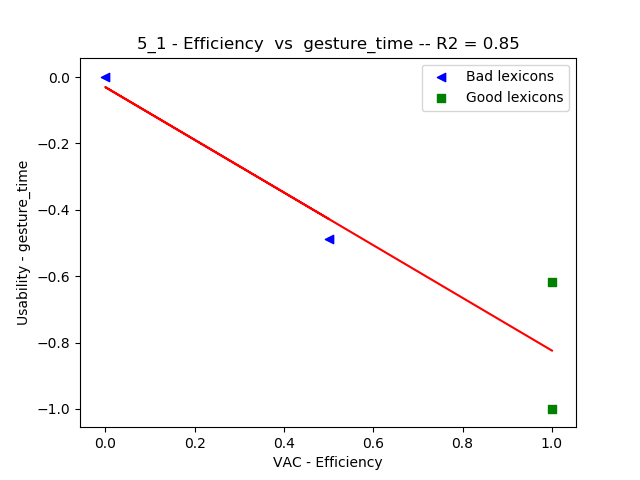 5_1 - Efficiency  vs  gesture_time -- R2 = 0.85
Bad lexicons
Good lexicons
0.0
−0.2
−0.4
−0.6
−0.8
−1.0
Usability - gesture_time
0.0 0.2 0.4 0.6 0.8 1.0
VAC - Efficiency